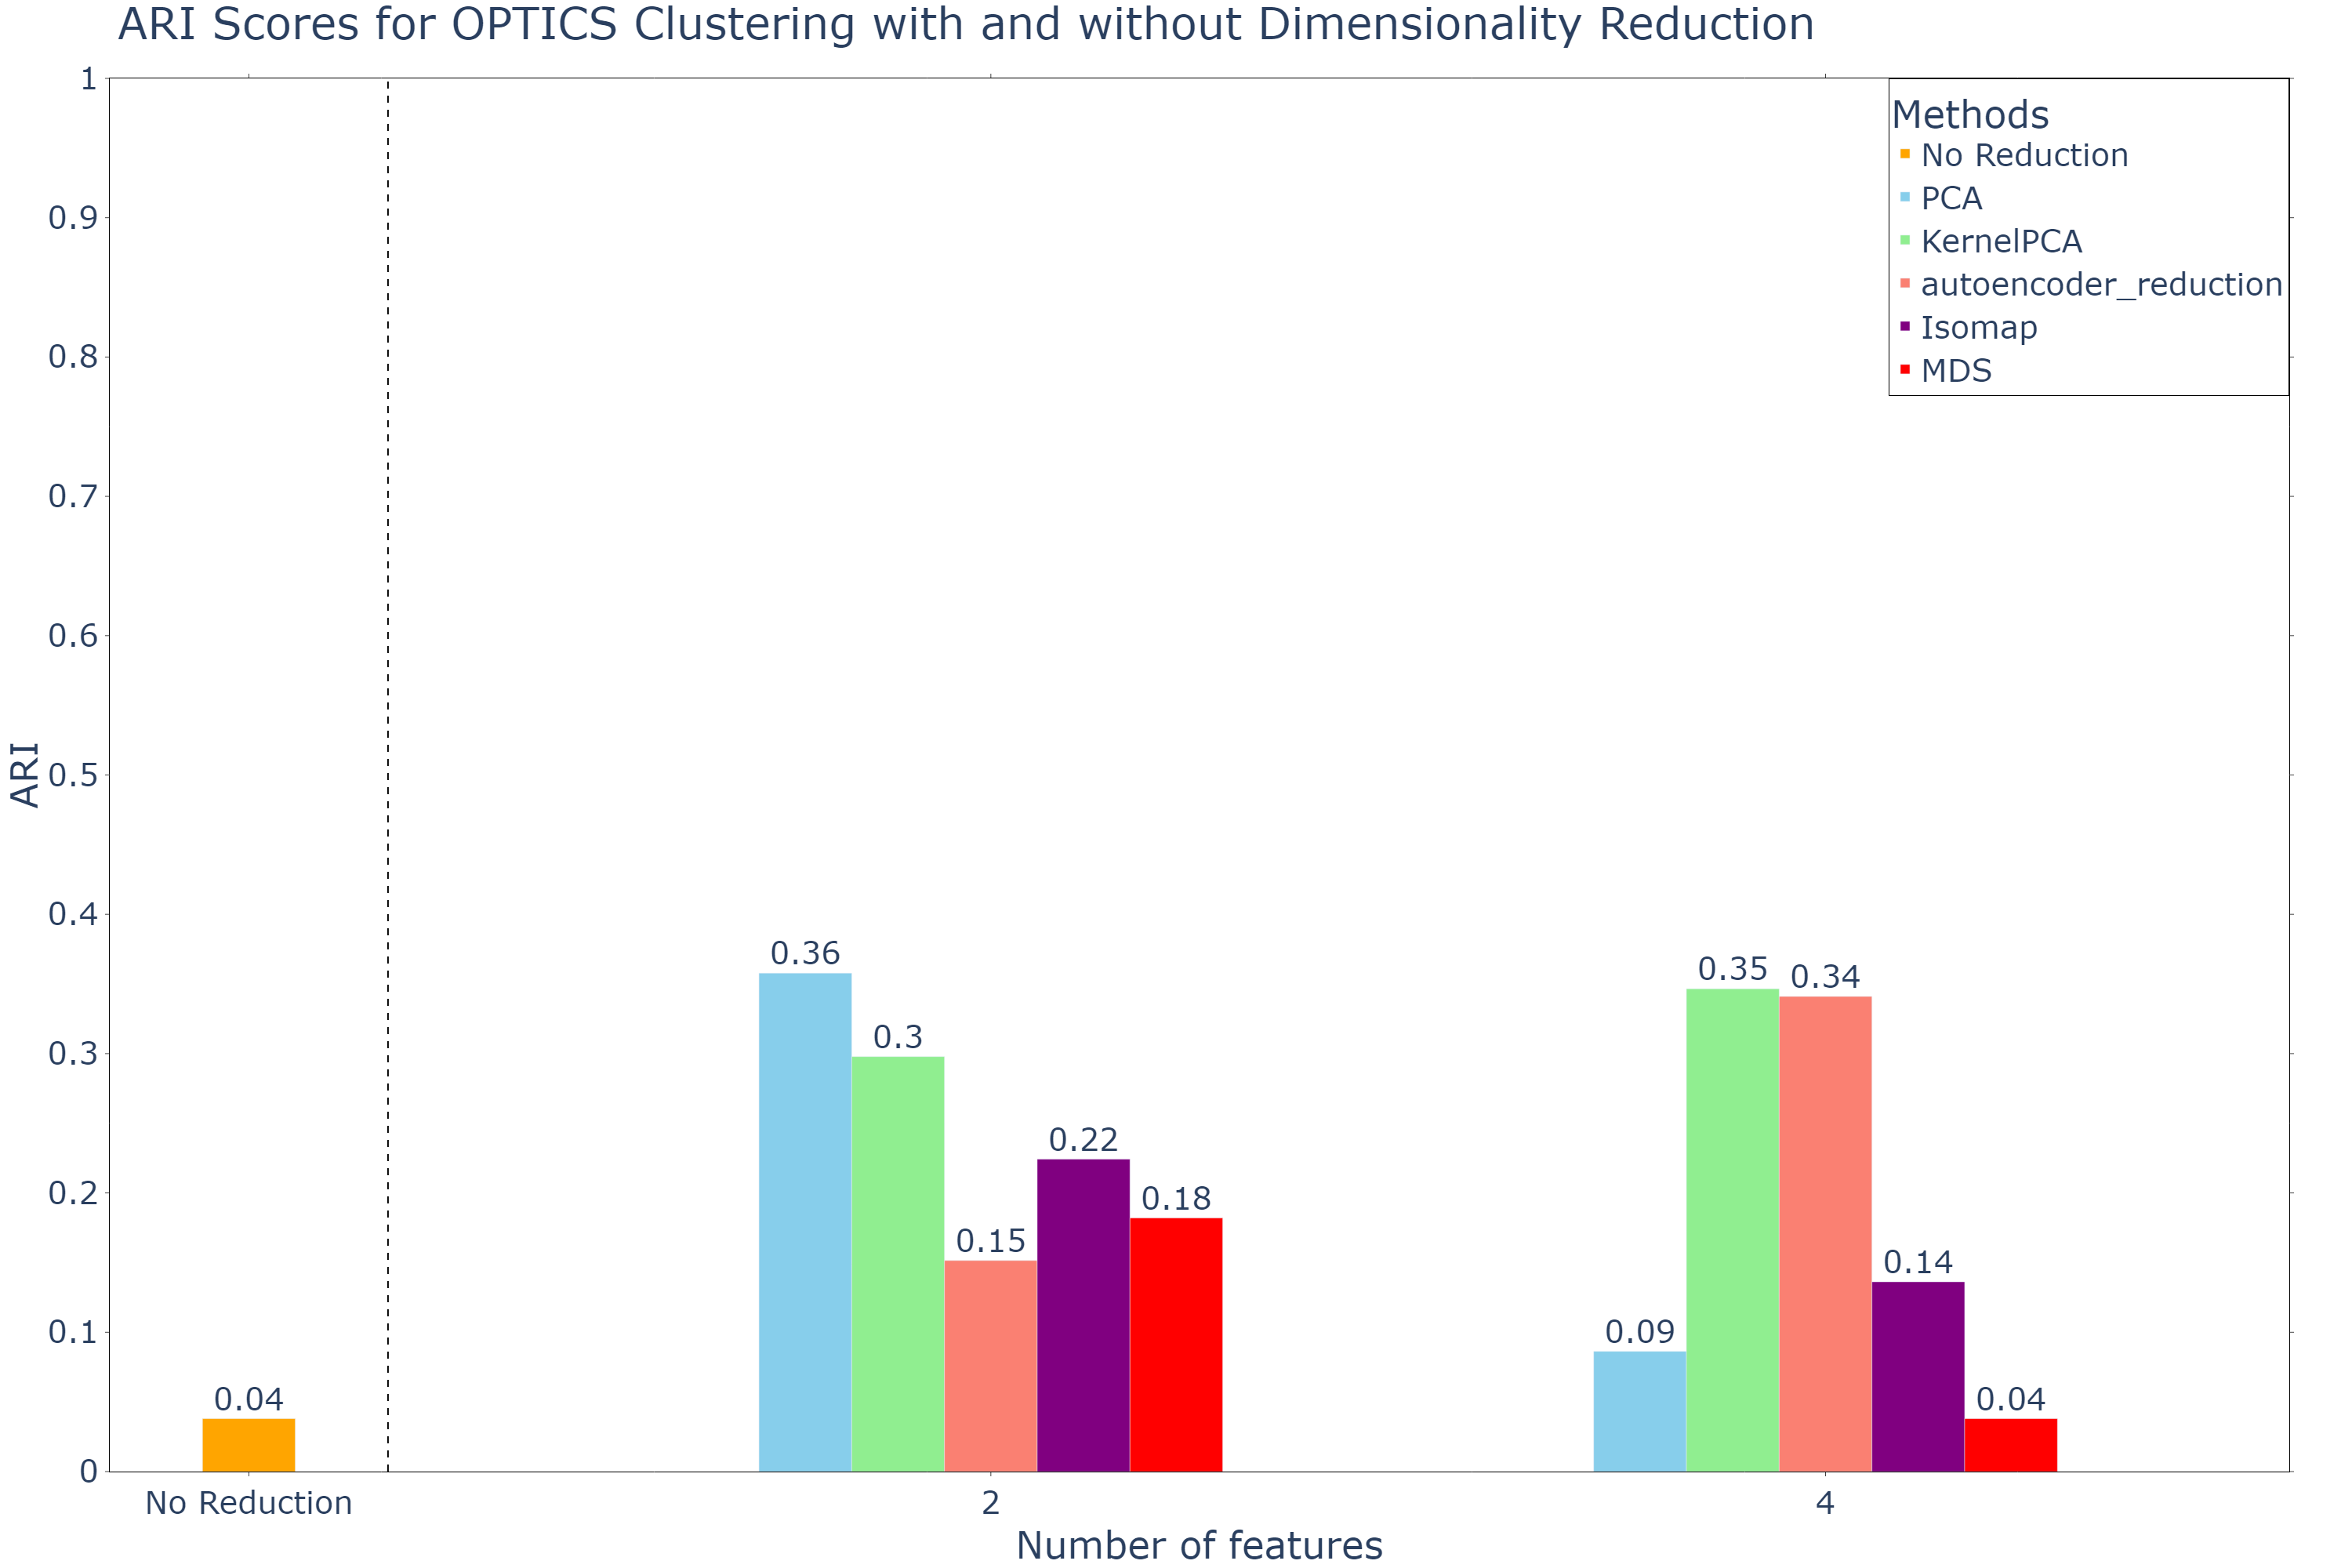 ARI Scores for OPTICS Clustering with and without Dimensionality Reduction
1
0.9
0.8
0.7
0.6
0.5
0.4
0.3
0.2
0.1
0
ARI
Methods
No Reduction
PCA
KernelPCA
autoencoder_reduction
Isomap
MDS
0.04
0.36
0.3
0.15
0.22
0.18
0.09
0.35
0.34
0.14
0.04
No Reduction
2
4
Number of features